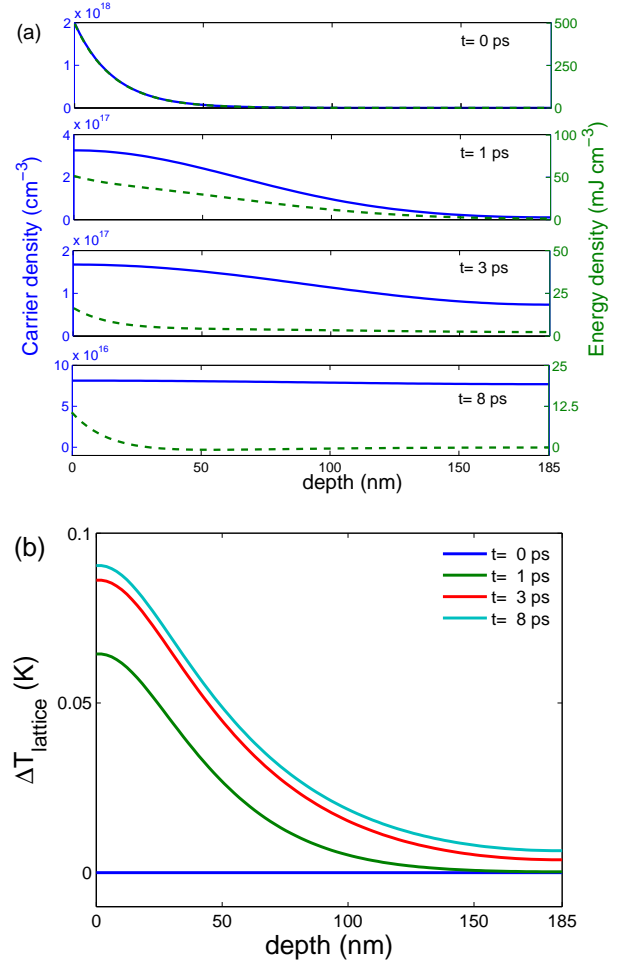 (a)
x 10^18
2
1
0
500
250
0
t= 0 ps
x 10^17
4
2
0
100
50
0
t= 1 ps
Carrier density (cm−3)
Energy density (mJ cm−3)
x 10^17
2
1
0
50
25
0
t= 3 ps
x 10^16
10
5
0
25
12.5
0
t= 8 ps
0 50 100 150 185
depth (nm)
(b)
0.1
0.05
0
ΔT_lattice (K)
t= 0 ps
t= 1 ps
t= 3 ps
t= 8 ps
0 50 100 150 185
depth (nm)